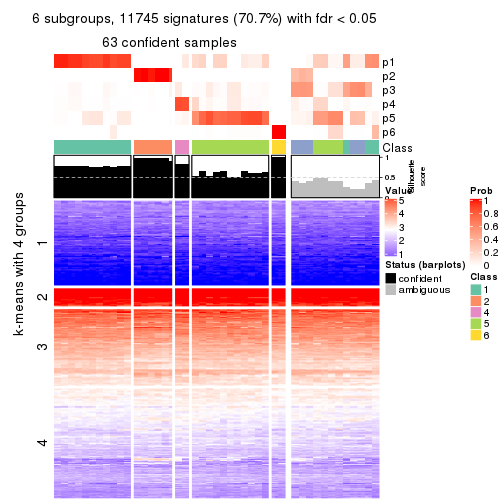 6 subgroups, 11745 signatures (70.7%) with fdr < 0.05
63 confident samples
p1
p2
p3
p4
p5
p6
Class
1
0.5
0
Silhouette
score
k-means with 4 groups
1
2
3
4
Value
5
4
3
2
1
Status (barplots)
confident
ambiguous
Prob
1
0.8
0.6
0.4
0.2
0
Class
1
2
4
5
6